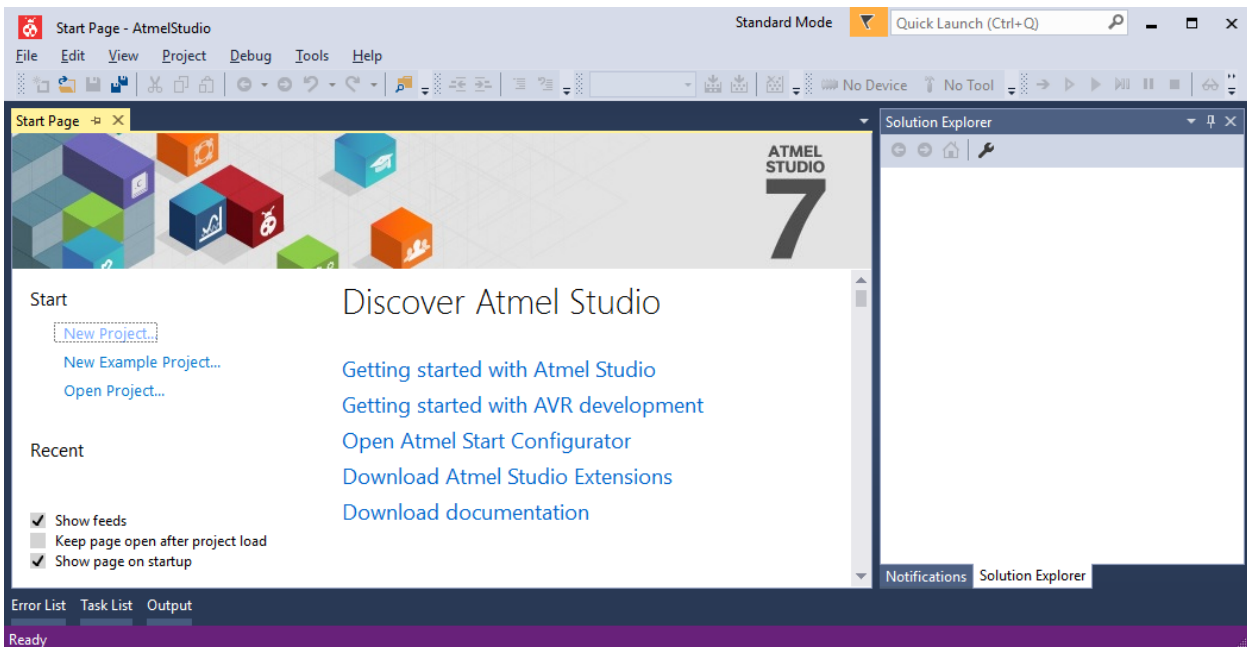 Start Page - AtmelStudio
Standard Mode
Quick Launch (Ctrl+Q)
File Edit View Project Debug Tools Help
No Device No Tool
Start Page
Solution Explorer
ATMEL
STUDIO
7
Start
New Project...
New Example Project...
Open Project...
Recent
Show feeds
Keep page open after project load
Show page on startup
Discover Atmel Studio
Getting started with Atmel Studio
Getting started with AVR development
Open Atmel Start Configurator
Download Atmel Studio Extensions
Download documentation
Notifications Solution Explorer
Error List Task List Output
Ready